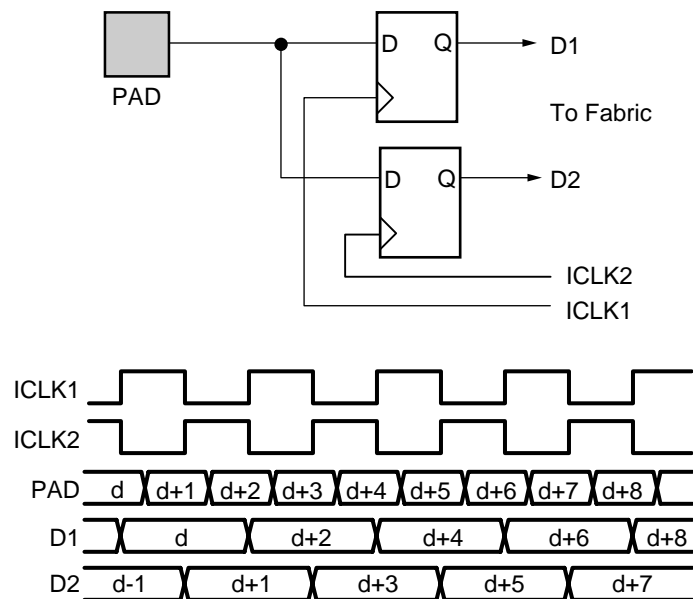 D Q D1
PAD
To Fabric
D Q D2
ICLK2
ICLK1
ICLK1
ICLK2
PAD d d+1 d+2 d+3 d+4 d+5 d+6 d+7 d+8
D1 d d+2 d+4 d+6 d+8
D2 d-1 d+1 d+3 d+5 d+7